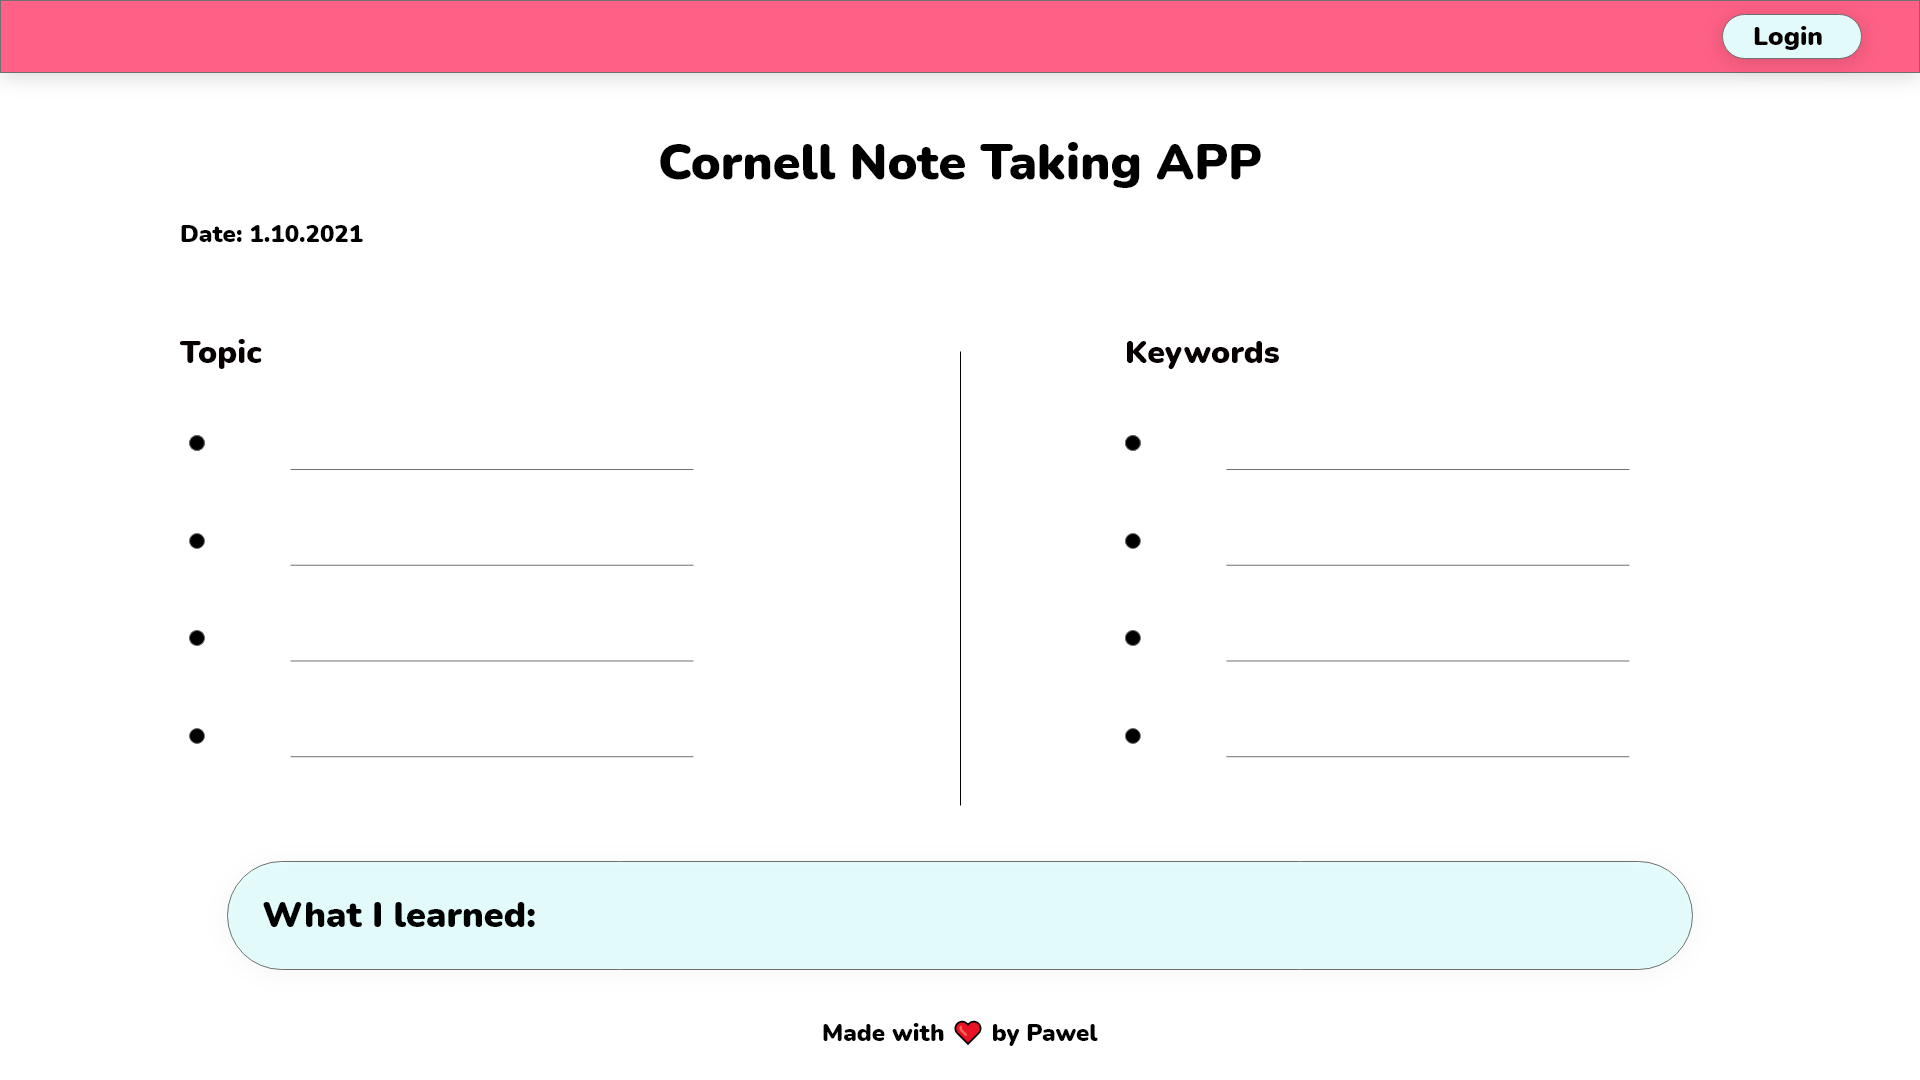 Login
Cornell Note Taking APP
Date: 1.10.2021
Topic
Keywords
What I learned:
Made with ❤ by Pawel